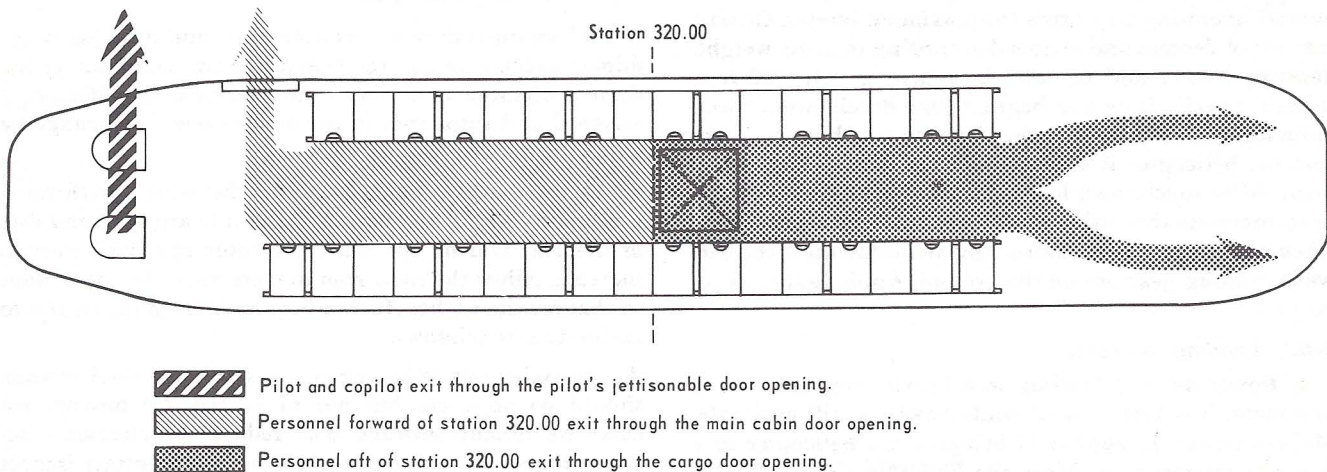 Station 320.00
Pilot and copilot exit through the pilot's jettisonable door opening.
Personnel forward of station 320.00 exit through the main cabin door opening.
Personnel aft of station 320.00 exit through the cargo door opening.